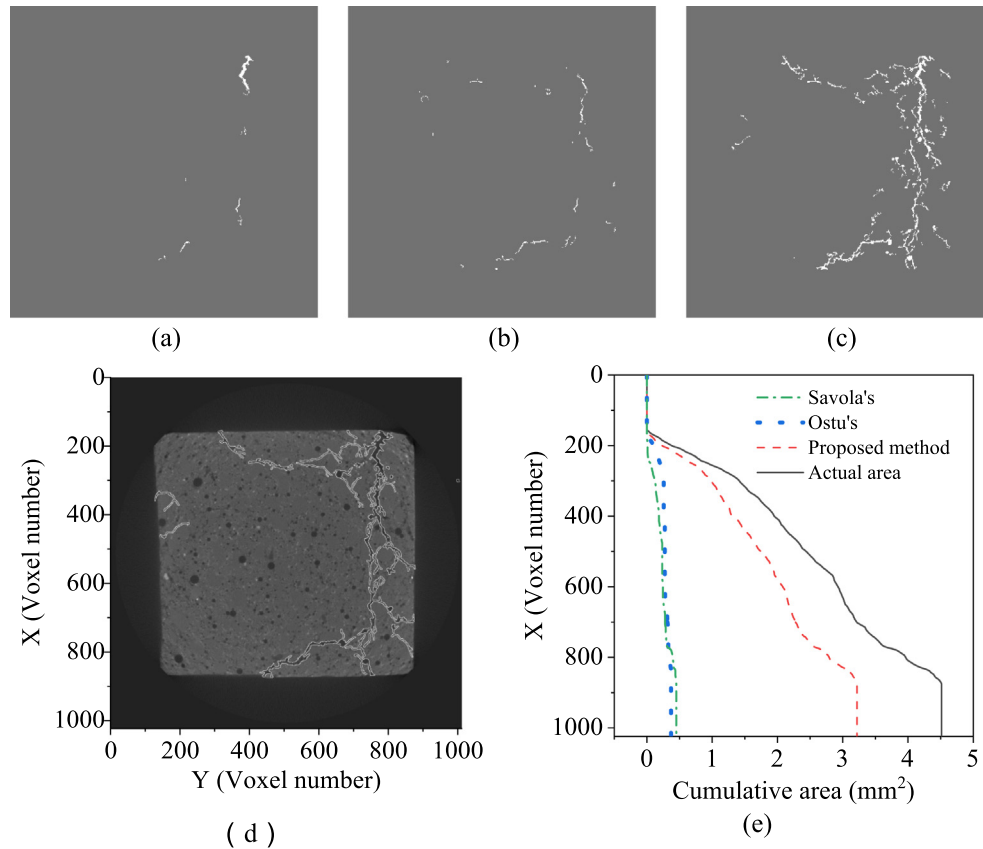 (a)
(b)
(c)
0
200
400
600
800
1000
X (Voxel number)
0
200
400
600
800
1000
Y (Voxel number)
( d )
0
200
400
600
800
1000
X (Voxel number)
Savola's
Ostu's
Proposed method
Actual area
0
1
2
3
4
5
Cumulative area (mm²)
(e)